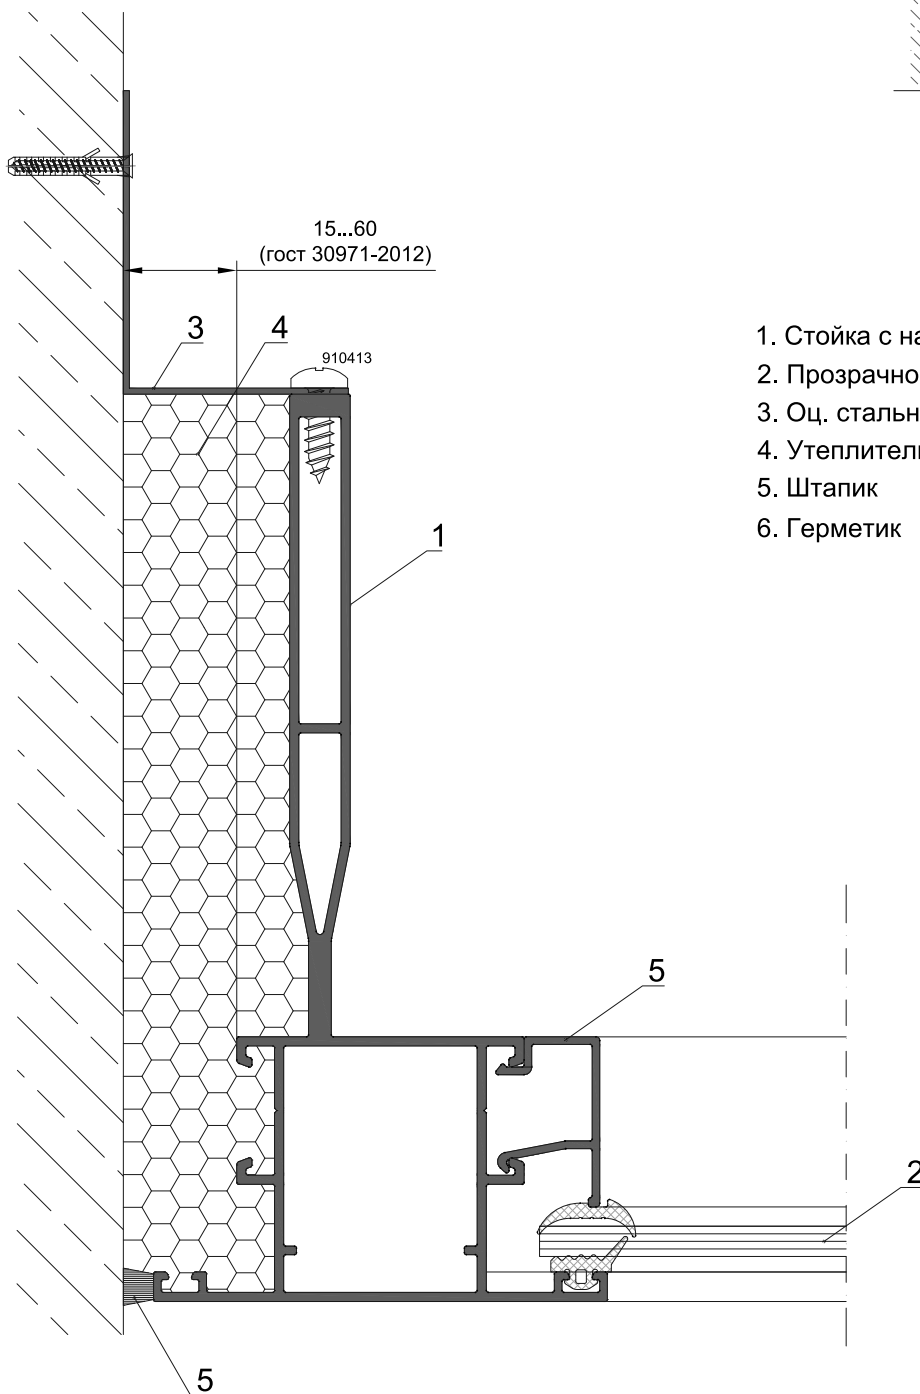 15...60
(гост 30971-2012)
3
4
910413
1
1. Стойка с на
2. Прозрачно
3. Оц. стальн
4. Утеплител
5. Штапик
6. Герметик
5
2
5